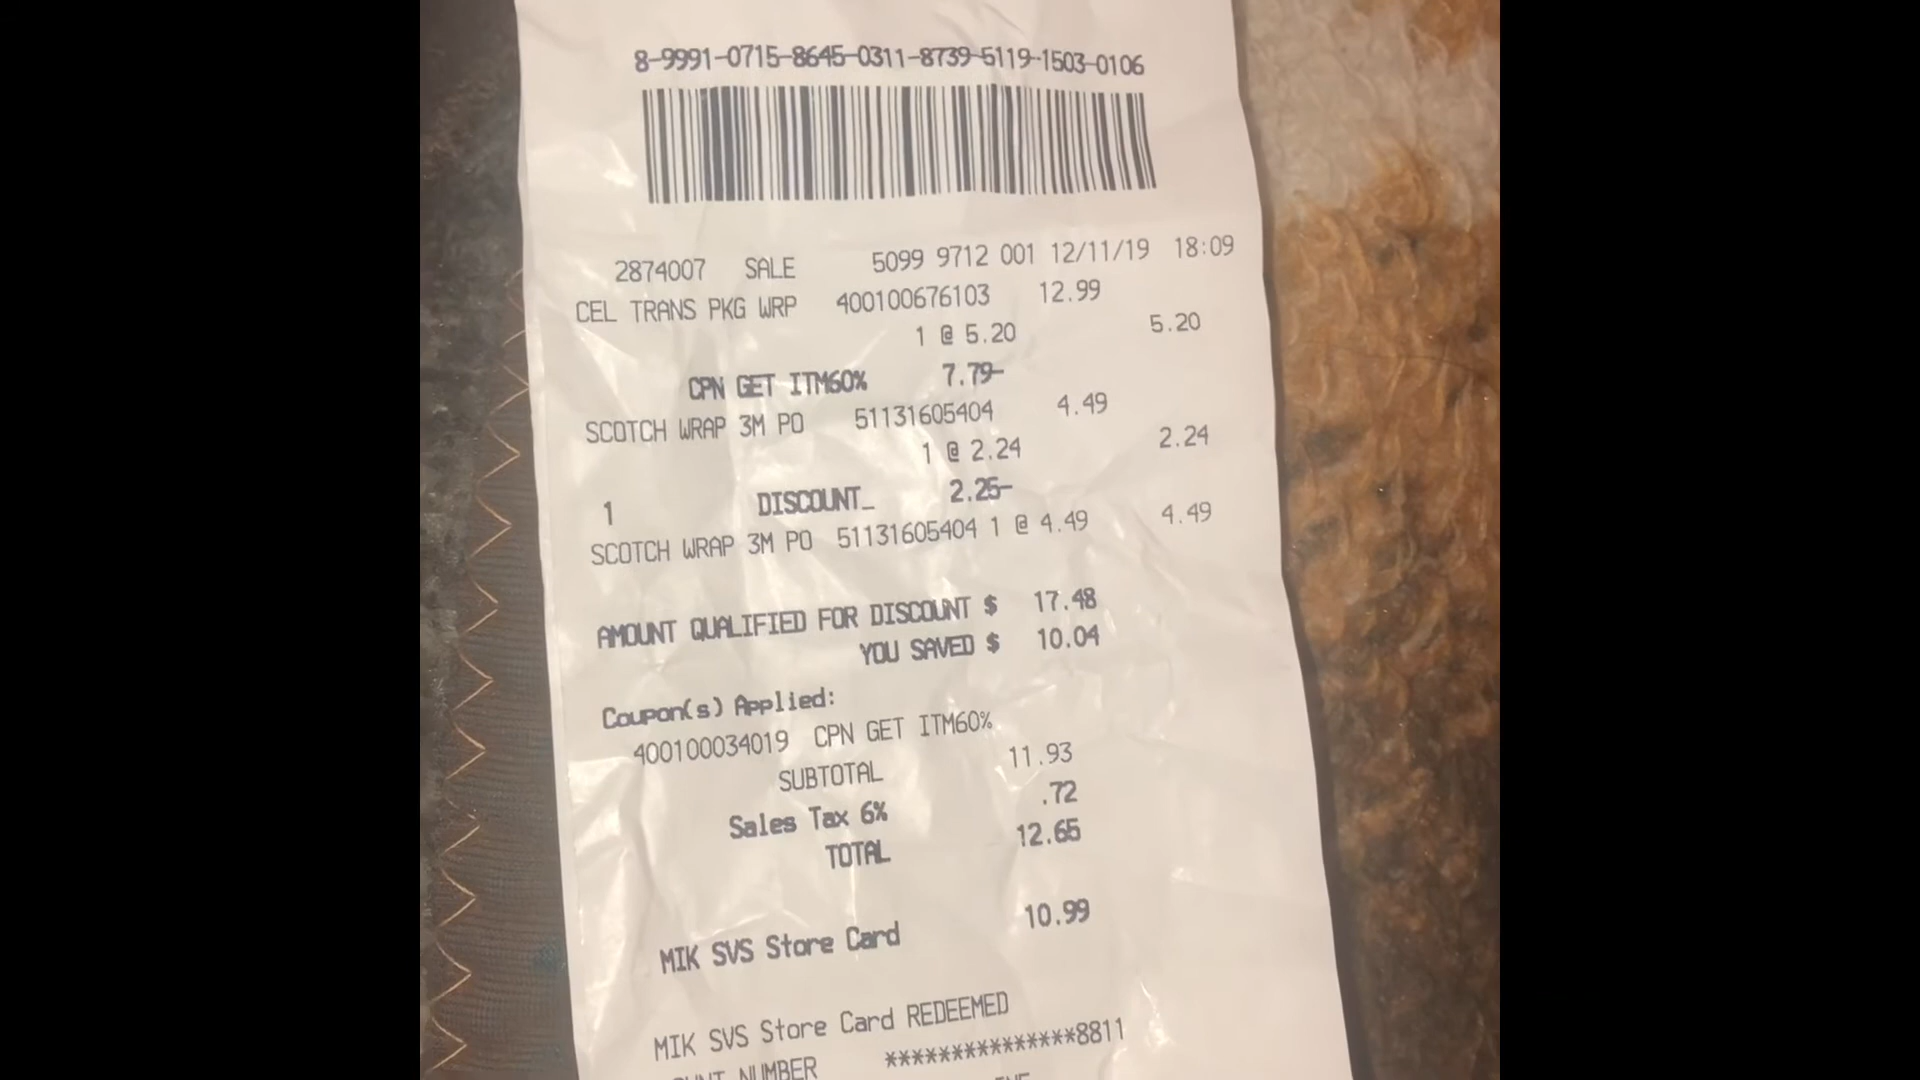 8-9991-0715-8645-0311-8739-5119-1503-0106
2874007 SALE 5099 9712 001 12/11/19 18:09
CEL TRANS PKG WRP 400100676103 12.99
1 @ 5.20 5.20
CPN GET ITM60% 7.79-
SCOTCH WRAP 3M PO 51131605404 4.49
1 @ 2.24 2.24
1 DISCOUNT_ 2.25-
SCOTCH WRAP 3M PO 51131605404 1 @ 4.49 4.49
AMOUNT QUALIFIED FOR DISCOUNT $ 17.48
YOU SAVED $ 10.04
Coupon(s) Applied:
400100034019 CPN GET ITM60%
SUBTOTAL 11.93
Sales Tax 6% .72
TOTAL 12.65
MIK SVS Store Card 10.99
MIK SVS Store Card REDEEMED
NUMBER ***************8811